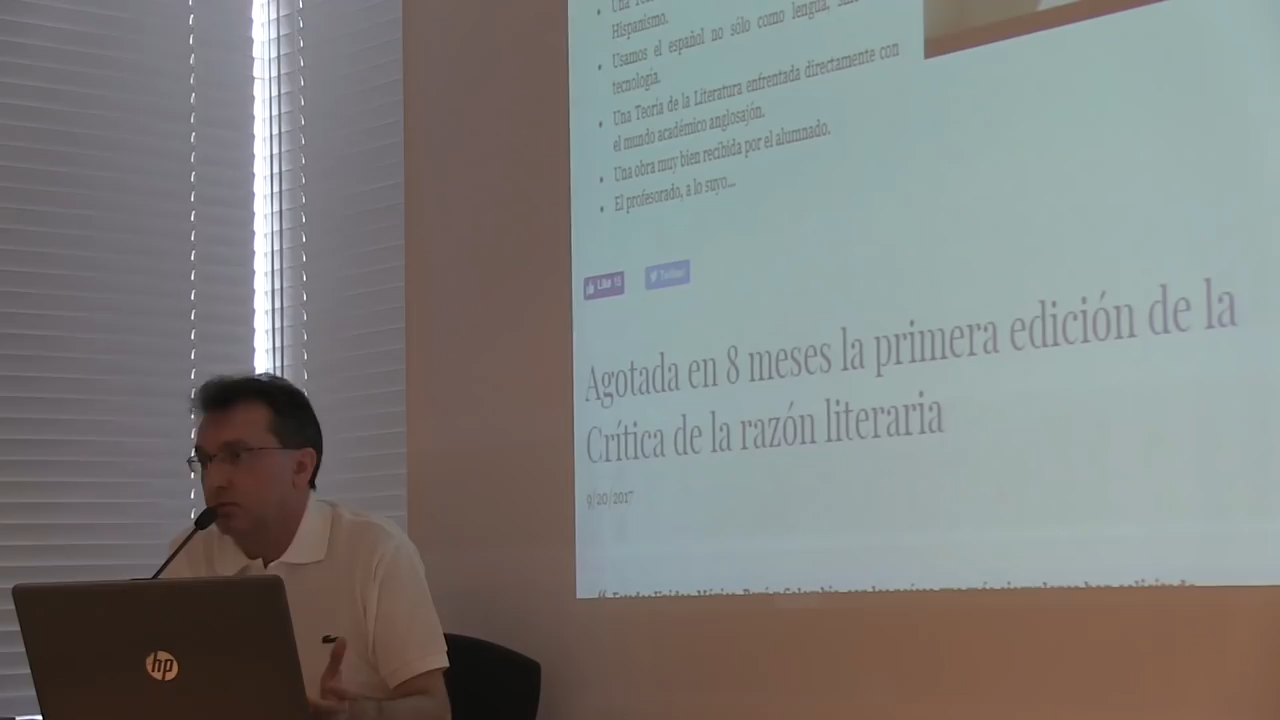 Hispanismo.
Usamos el español no sólo como lengua,
tecnología.
Una Teoría de la Literatura enfrentada directamente con
el mundo académico anglosajón.
Una obra muy bien recibida por el alumnado.
El profesorado, a lo suyo...
Like 15
Twittear
Agotada en 8 meses la primera edición de la
Crítica de la razón literaria
9/20/2017
hp